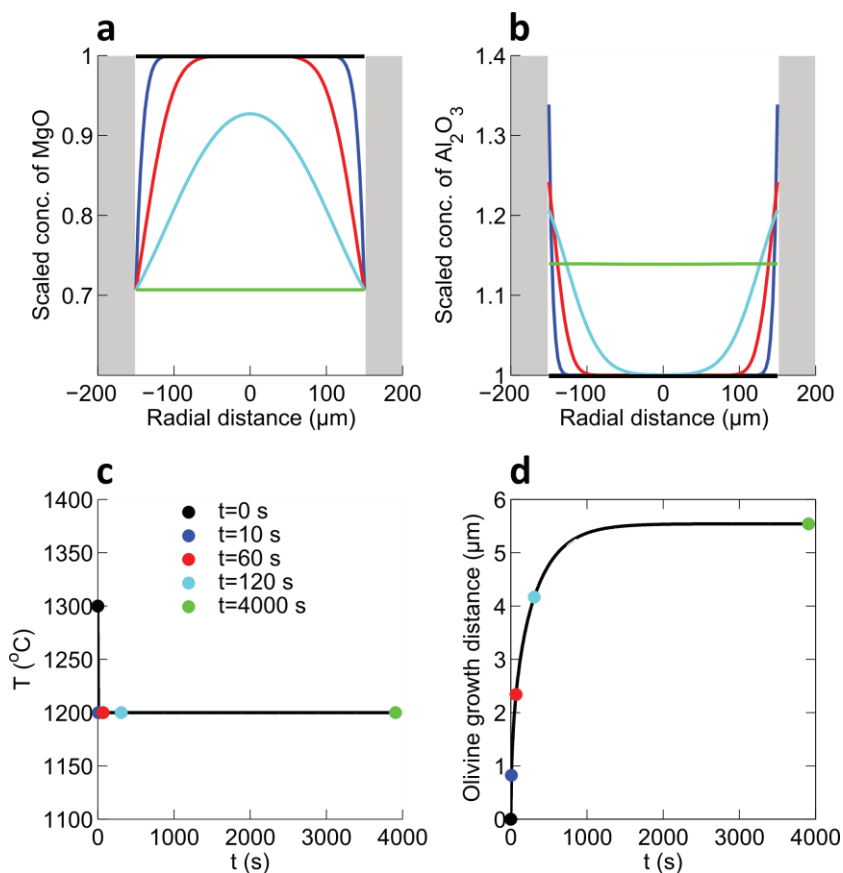 a
1
0.9
0.8
0.7
−200 −100 0 100 200
Radial distance (µm)
Scaled conc. of MgO
b
1.4
1.3
1.2
1.1
1
−200 −100 0 100 200
Radial distance (µm)
Scaled conc. of Al₂O₃
c
1400
1350
1300
1250
1200
1150
1100
0 1000 2000 3000 4000
t (s)
T (°C)
t=0 s
t=10 s
t=60 s
t=120 s
t=4000 s
d
6
5
4
3
2
1
0
0 1000 2000 3000 4000
t (s)
Olivine growth distance (µm)